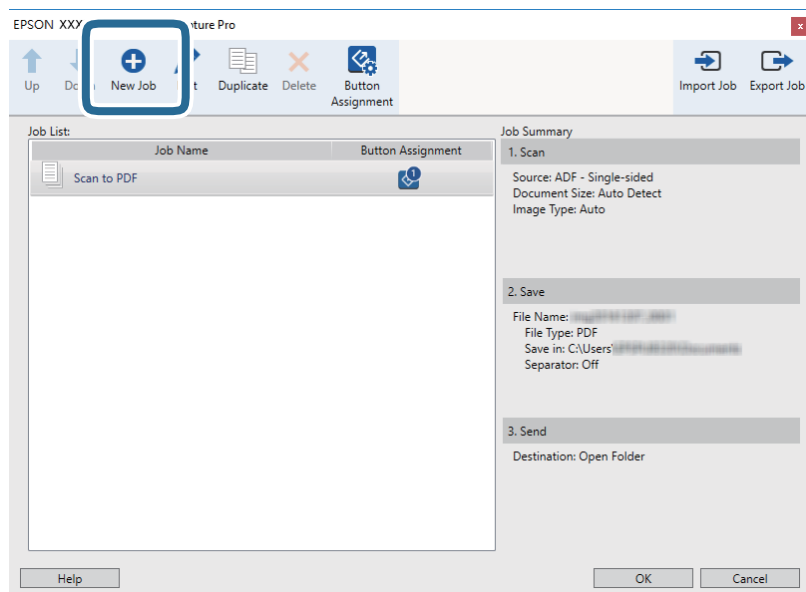 EPSON XXX
Pro
Up
New Job
Duplicate
Delete
Button
Assignment
Import Job
Export Job
Job List:
Job Name
Button Assignment
Scan to PDF
1
Job Summary
1. Scan
Source: ADF - Single-sided
Document Size: Auto Detect
Image Type: Auto
2. Save
File Name:
File Type: PDF
Save in: C:\Users\
Separator: Off
3. Send
Destination: Open Folder
Help
OK
Cancel